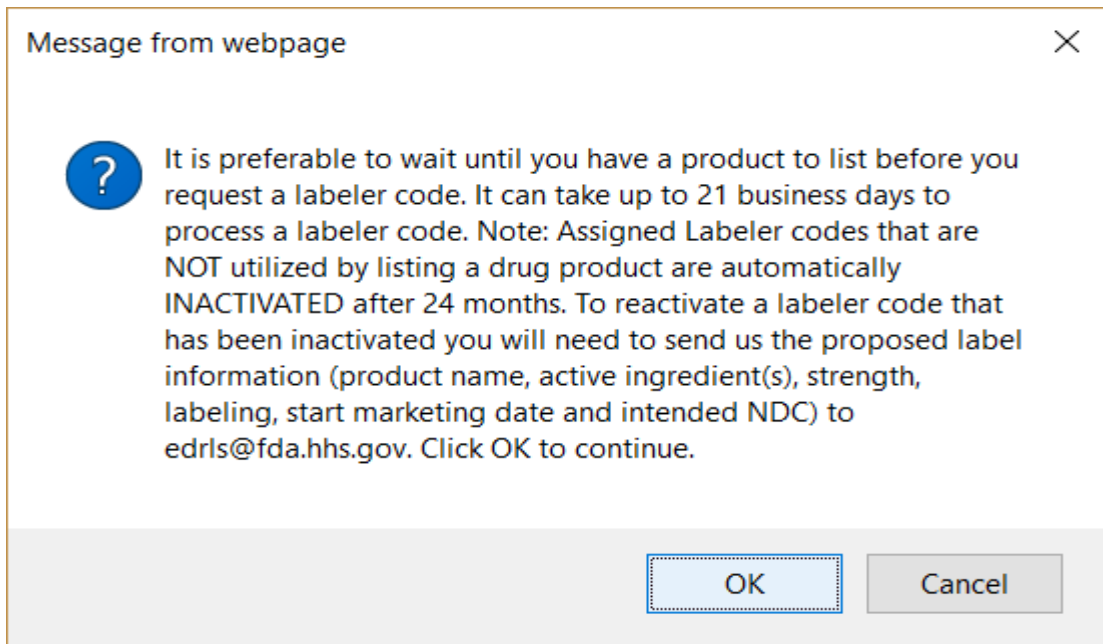 Message from webpage
?
It is preferable to wait until you have a product to list before you
request a labeler code. It can take up to 21 business days to
process a labeler code. Note: Assigned Labeler codes that are
NOT utilized by listing a drug product are automatically
INACTIVATED after 24 months. To reactivate a labeler code that
has been inactivated you will need to send us the proposed label
information (product name, active ingredient(s), strength,
labeling, start marketing date and intended NDC) to
edrls@fda.hhs.gov. Click OK to continue.
OK
Cancel